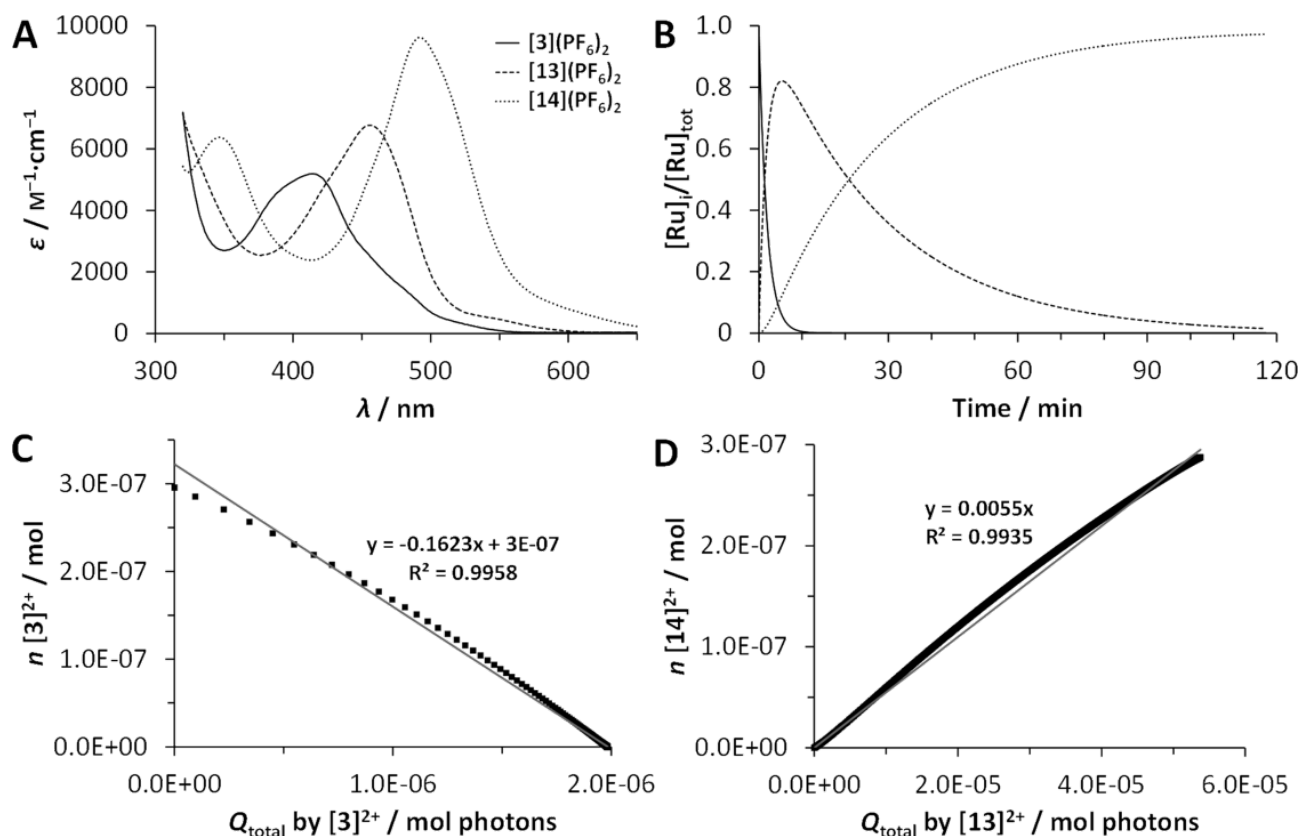 A
ε / M⁻¹·cm⁻¹
10000
8000
6000
4000
2000
0
[3](PF₆)₂
[13](PF₆)₂
[14](PF₆)₂
300 400 500 600
λ / nm
B
[Ru]ᵢ/[Ru]ₜₒₜ
1.0
0.8
0.6
0.4
0.2
0.0
0 30 60 90 120
Time / min
C
n [3]²⁺ / mol
3.0E-07
2.0E-07
1.0E-07
0.0E+00
y = -0.1623x + 3E-07
R² = 0.9958
0.0E+00 1.0E-06 2.0E-06
Qtotal by [3]²⁺ / mol photons
D
n [14]²⁺ / mol
3.0E-07
2.0E-07
1.0E-07
0.0E+00
y = 0.0055x
R² = 0.9935
0.0E+00 2.0E-05 4.0E-05 6.0E-05
Qtotal by [13]²⁺ / mol photons